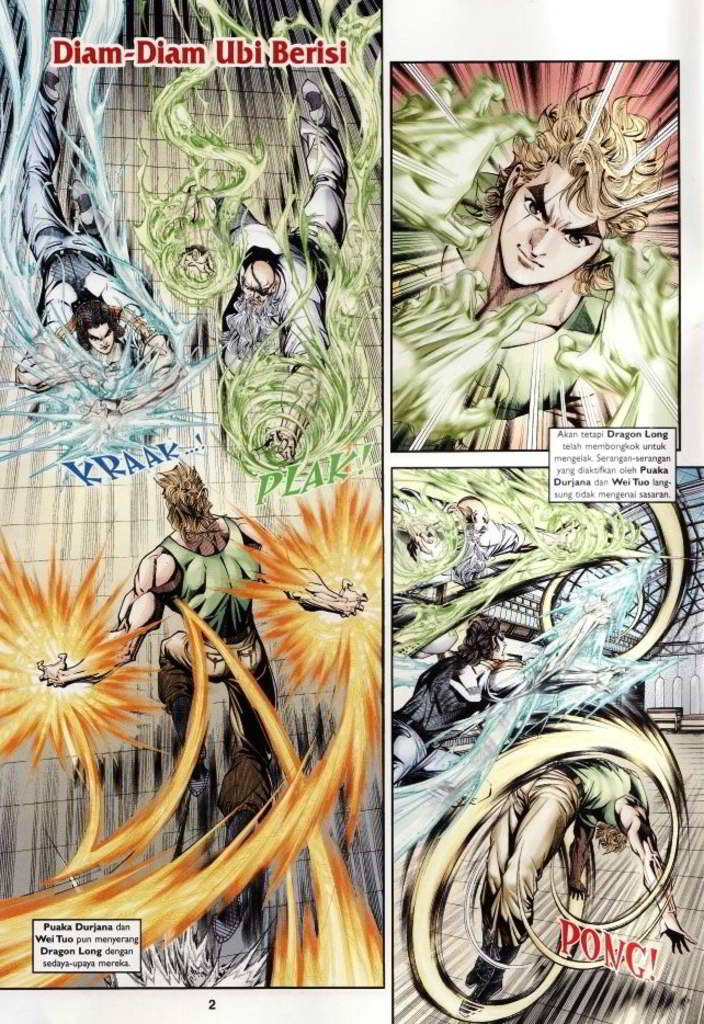 Diam-Diam Ubi Berisi
KRAAK...!
PLAK!
Puaka Durjana dan
Wei Tuo pun menyerang
Dragon Long dengan
sedaya-upaya mereka.
2
Akan tetapi Dragon Long
telah membongkok untuk
mengelak. Serangan-serangan
yang diaktifkan oleh Puaka
Durjana dan Wei Tuo lang-
sung tidak mengenai sasaran.
PONG!